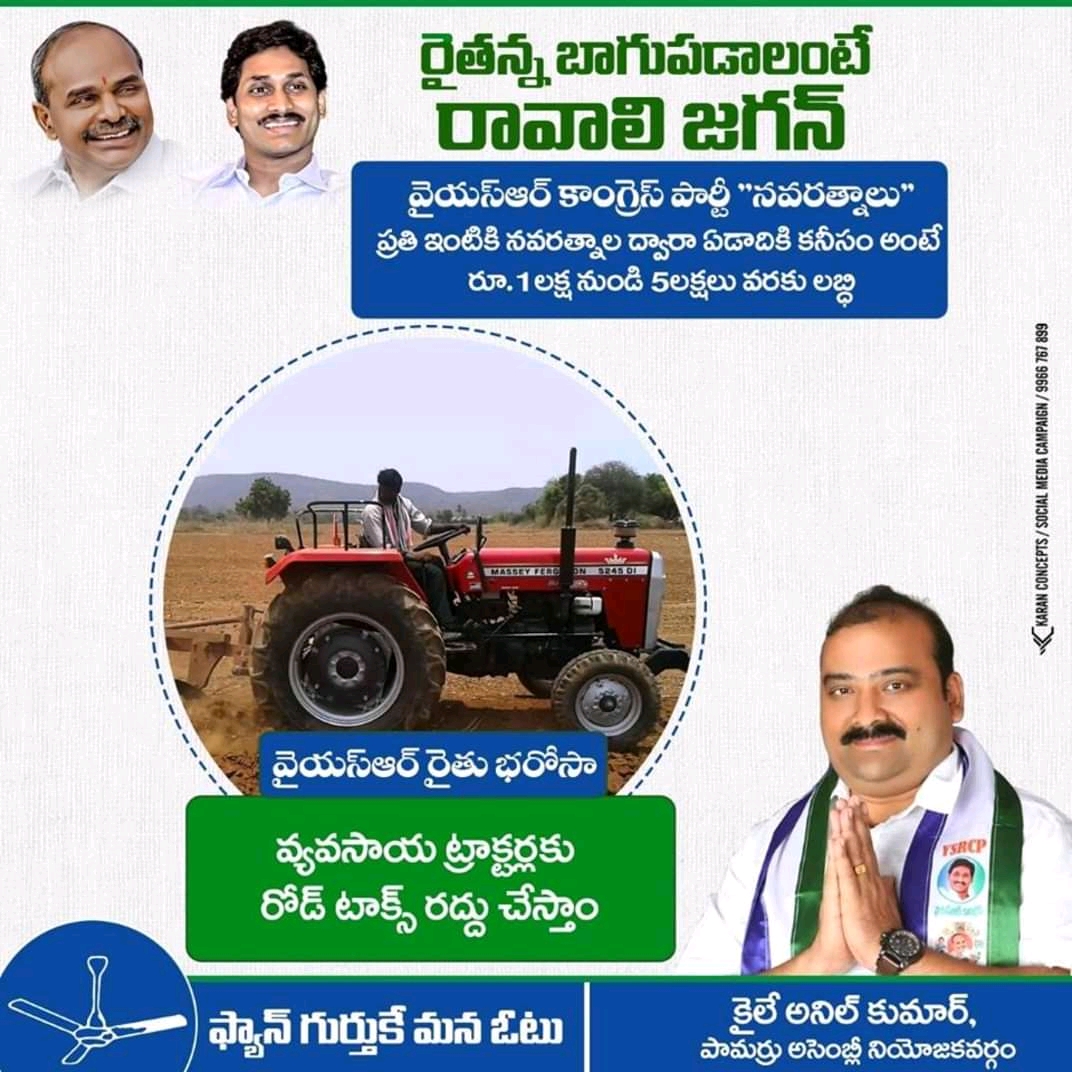 రైతన్న బాగుపడాలంటే
రావాలి జగన్
వైయస్ఆర్ కాంగ్రెస్ పార్టీ "నవరత్నాలు"
ప్రతి ఇంటికి నవరత్నాల ద్వారా ఏడాదికి కనీసం అంటే
రూ.1లక్ష నుండి 5లక్షలు వరకు లబ్ధి
KARAN CONCEPTS / SOCIAL MEDIA CAMPAIGN / 9966 767 899
MASSEY FERGUSON 5245 DI
వైయస్ఆర్ రైతు భరోసా
వ్యవసాయ ట్రాక్టర్లకు
రోడ్ టాక్స్ రద్దు చేస్తాం
YSRCP
ఫ్యాన్ గుర్తుకే మన ఓటు
కైలే అనిల్ కుమార్,
పామర్రు అసెంబ్లీ నియోజకవర్గం